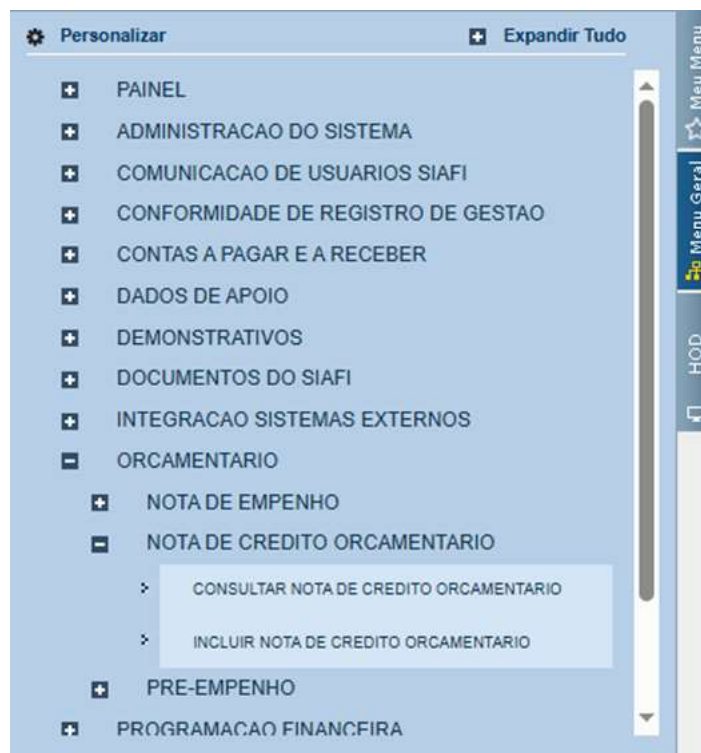 Personalizar
Expandir Tudo
PAINEL
ADMINISTRACAO DO SISTEMA
COMUNICACAO DE USUARIOS SIAFI
CONFORMIDADE DE REGISTRO DE GESTAO
CONTAS A PAGAR E A RECEBER
DADOS DE APOIO
DEMONSTRATIVOS
DOCUMENTOS DO SIAFI
INTEGRACAO SISTEMAS EXTERNOS
ORCAMENTARIO
NOTA DE EMPENHO
NOTA DE CREDITO ORCAMENTARIO
CONSULTAR NOTA DE CREDITO ORCAMENTARIO
INCLUIR NOTA DE CREDITO ORCAMENTARIO
PRE-EMPENHO
PROGRAMACAO FINANCEIRA
Meu Menu
Menu Geral
HOD